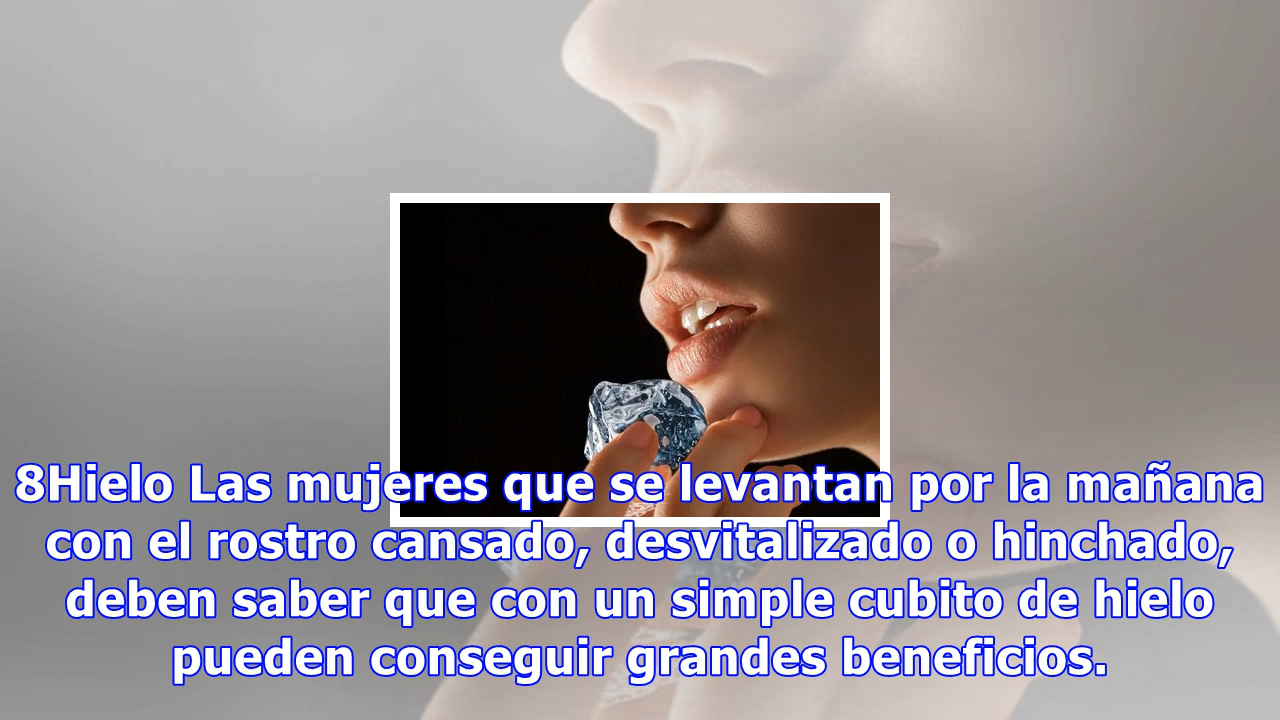 8Hielo Las mujeres que se levantan por la mañana
con el rostro cansado, desvitalizado o hinchado,
deben saber que con un simple cubito de hielo
pueden conseguir grandes beneficios.